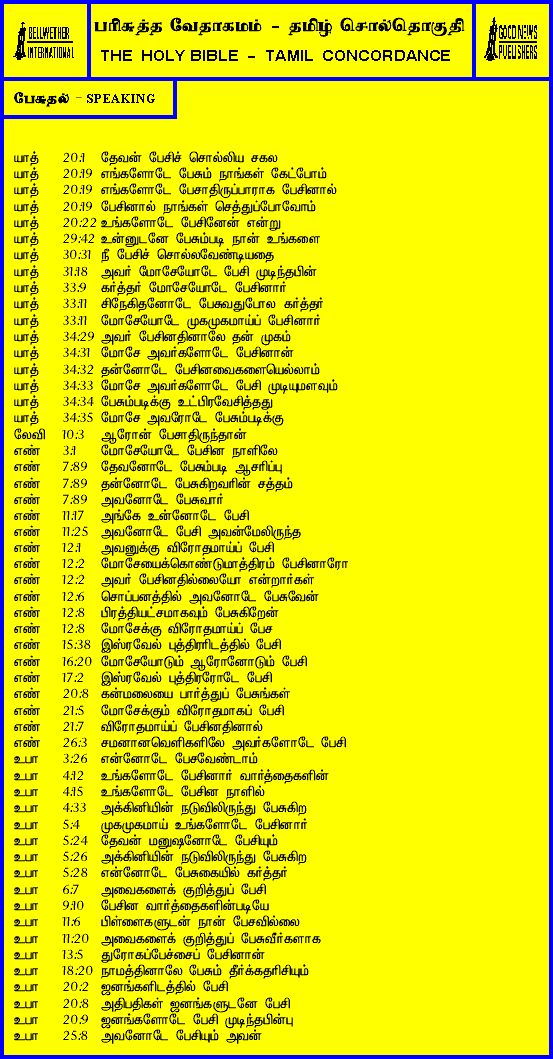 BELLWETHER
INTERNATIONAL
பரிசுத்த வேதாகமம் – தமிழ் சொல்தொகுதி
THE HOLY BIBLE – TAMIL CONCORDANCE
GOOD NEWS
PUBLISHERS
பேசுதல் – SPEAKING
யாத் 20:1 தேவன் பேசிச் சொல்லிய சகல
யாத் 20:19 எங்களோடே பேசும் நாங்கள் கேட்போம்
யாத் 20:19 எங்களோடே பேசாதிருப்பாராக பேசினால்
யாத் 20:19 பேசினால் நாங்கள் செத்துப்போவோம்
யாத் 20:22 உங்களோடே பேசினேன் என்று
யாத் 29:42 உன்னுடனே பேசும்படி நான் உங்களை
யாத் 30:31 நீ பேசிச் சொல்லவேண்டியதை
யாத் 31:18 அவர் மோசேயோடே பேசி முடிந்தபின்
யாத் 33:9 கர்த்தர் மோசேயோடே பேசினார்
யாத் 33:11 சிநேகிதனோடே பேசுவதுபோல கர்த்தர்
யாத் 33:11 மோசேயோடே முகமுகமாய்ப் பேசினார்
யாத் 34:29 அவர் பேசினதினாலே தன் முகம்
யாத் 34:31 மோசே அவர்களோடே பேசினான்
யாத் 34:32 தன்னோடே பேசினவைகளையெல்லாம்
யாத் 34:33 மோசே அவர்களோடே பேசி முடியுமளவும்
யாத் 34:34 பேசும்படிக்கு உட்பிரவேசித்தது
யாத் 34:35 மோசே அவரோடே பேசும்படிக்கு
லேவி 10:3 ஆரோன் பேசாதிருந்தான்
எண் 3:1 மோசேயோடே பேசின நாளிலே
எண் 7:89 தேவனோடே பேசும்படி ஆசரிப்பு
எண் 7:89 தன்னோடே பேசுகிறவரின் சத்தம்
எண் 7:89 அவனோடே பேசுவார்
எண் 11:17 அங்கே உன்னோடே பேசி
எண் 11:25 அவனோடே பேசி அவன்மேலிருந்த
எண் 12:1 அவனுக்கு விரோதமாய்ப் பேசி
எண் 12:2 மோசேயைக்கொண்டுமாத்திரம் பேசினாரோ
எண் 12:2 அவர் பேசினதில்லையோ என்றார்கள்
எண் 12:6 சொப்பனத்தில் அவனோடே பேசுவேன்
எண் 12:8 பிரத்தியட்சமாகவும் பேசுகிறேன்
எண் 12:8 மோசேக்கு விரோதமாய்ப் பேச
எண் 15:38 இஸ்ரவேல் புத்திரரிடத்தில் பேசி
எண் 16:20 மோசேயோடும் ஆரோனோடும் பேசி
எண் 17:2 இஸ்ரவேல் புத்திரரோடே பேசி
எண் 20:8 கன்மலையை பார்த்துப் பேசுங்கள்
எண் 21:5 மோசேக்கும் விரோதமாகப் பேசி
எண் 21:7 விரோதமாய்ப் பேசினதினால்
எண் 26:3 சமனானவெளிகளிலே அவர்களோடே பேசி
உபா 3:26 என்னோடே பேசவேண்டாம்
உபா 4:12 உங்களோடே பேசினார் வார்த்தைகளின்
உபா 4:15 உங்களோடே பேசின நாளில்
உபா 4:33 அக்கினியின் நடுவிலிருந்து பேசுகிற
உபா 5:4 முகமுகமாய் உங்களோடே பேசினார்
உபா 5:24 தேவன் மனுஷனோடே பேசியும்
உபா 5:26 அக்கினியின் நடுவிலிருந்து பேசுகிற
உபா 5:28 என்னோடே பேசுகையில் கர்த்தர்
உபா 6:7 அவைகளைக் குறித்துப் பேசி
உபா 9:10 பேசின வார்த்தைகளின்படியே
உபா 11:6 பிள்ளைகளுடன் நான் பேசவில்லை
உபா 11:20 அவைகளைக் குறித்துப் பேசுவீர்களாக
உபா 13:5 துரோகப்பேச்சைப் பேசினான்
உபா 18:20 நாமத்தினாலே பேசும் தீர்க்கதரிசியும்
உபா 20:2 ஜனங்களிடத்தில் பேசி
உபா 20:8 அதிபதிகள் ஜனங்களுடனே பேசி
உபா 20:9 ஜனங்களோடே பேசி முடிந்தபின்பு
உபா 25:8 அவனோடே பேசியும் அவன்